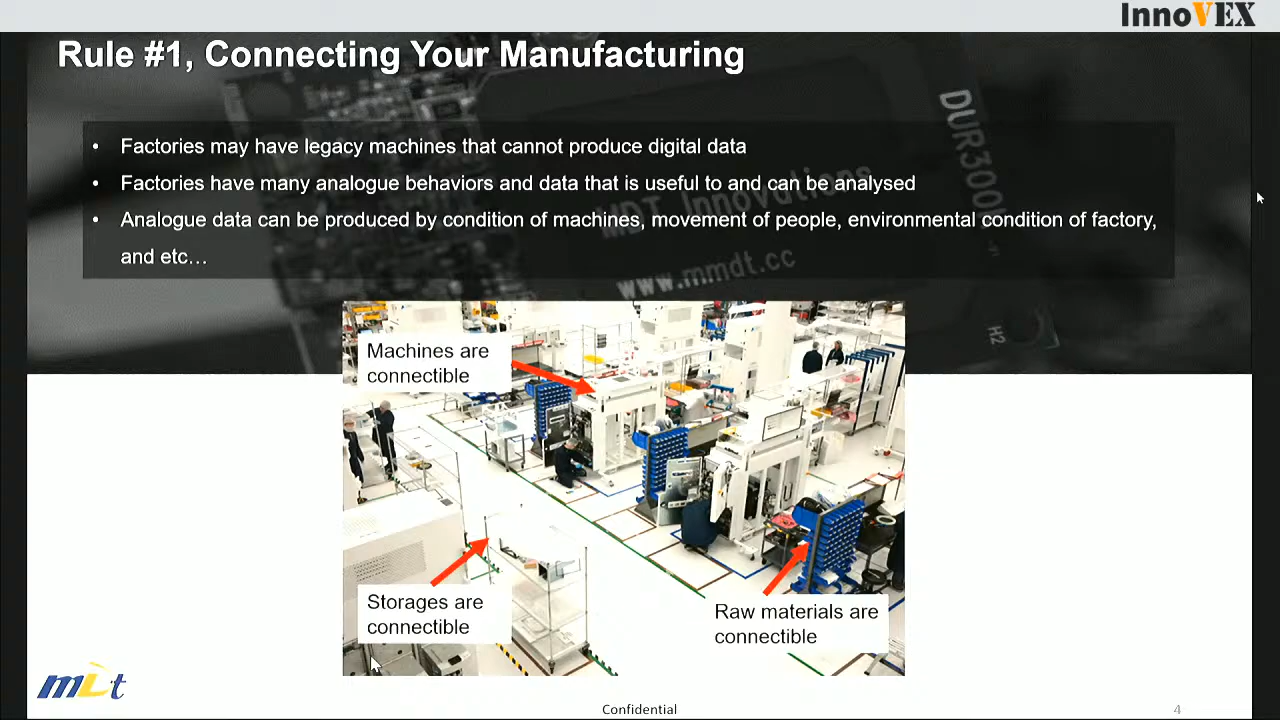 InnoVEX
Rule #1, Connecting Your Manufacturing
• Factories may have legacy machines that cannot produce digital data
• Factories have many analogue behaviors and data that is useful to and can be analysed
• Analogue data can be produced by condition of machines, movement of people, environmental condition of factory,
and etc…
DUR3000
MDT Innovations
www.mmdt.cc
H2
Machines are
connectible
Storages are
connectible
Raw materials are
connectible
Confidential
4